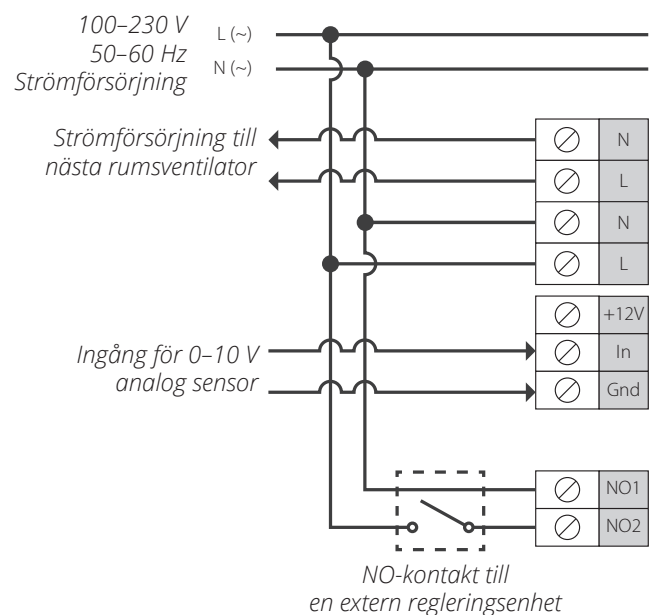 100–230 V
50–60 Hz
Strömförsörjning
L (~)
N (~)
Strömförsörjning till
nästa rumsventilator
N
L
N
L
+12V
In
Gnd
Ingång för 0–10 V
analog sensor
NO1
NO2
NO-kontakt till
en extern regleringsenhet